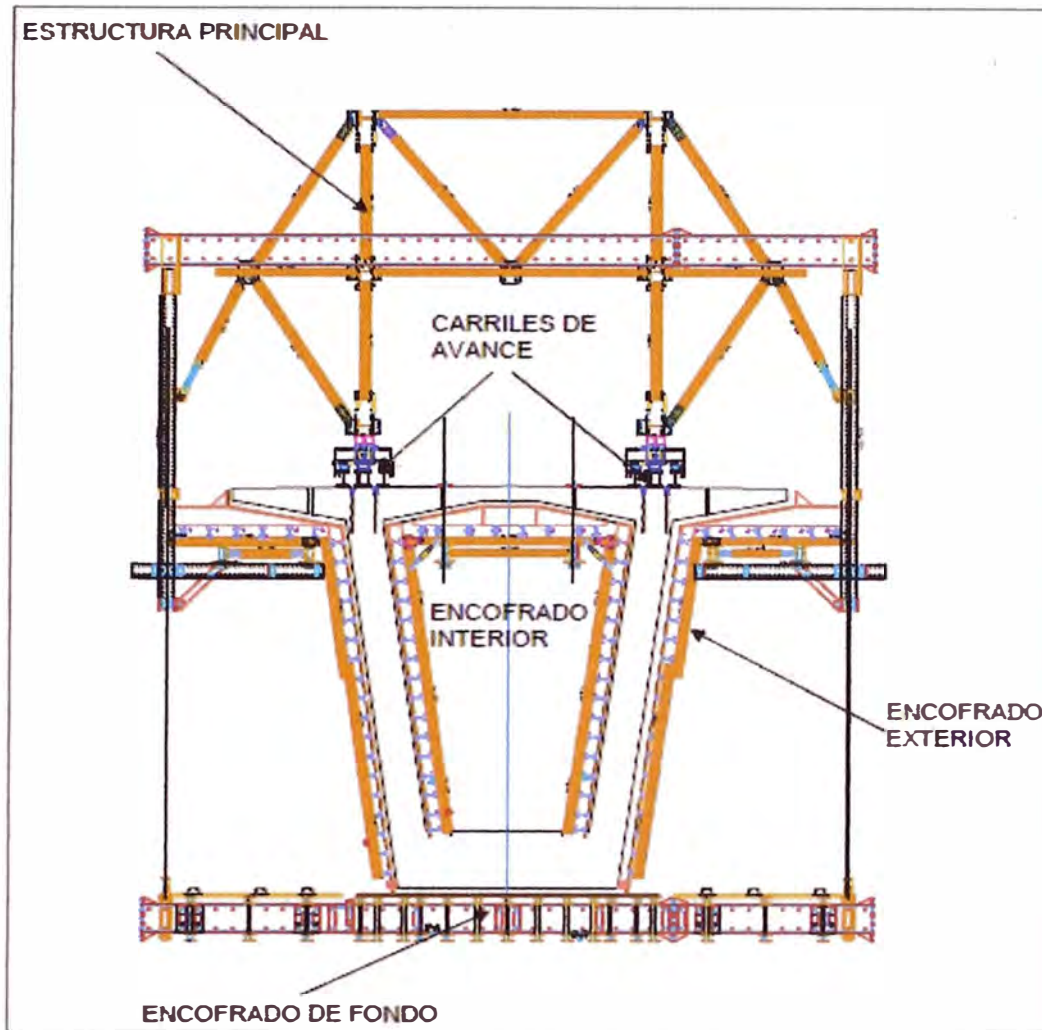 ESTRUCTURA PRINCIPAL
CARRILES DE
AVANCE
ENCOFRADO
INTERIOR
ENCOFRADO
EXTERIOR
ENCOFRADO DE FONDO